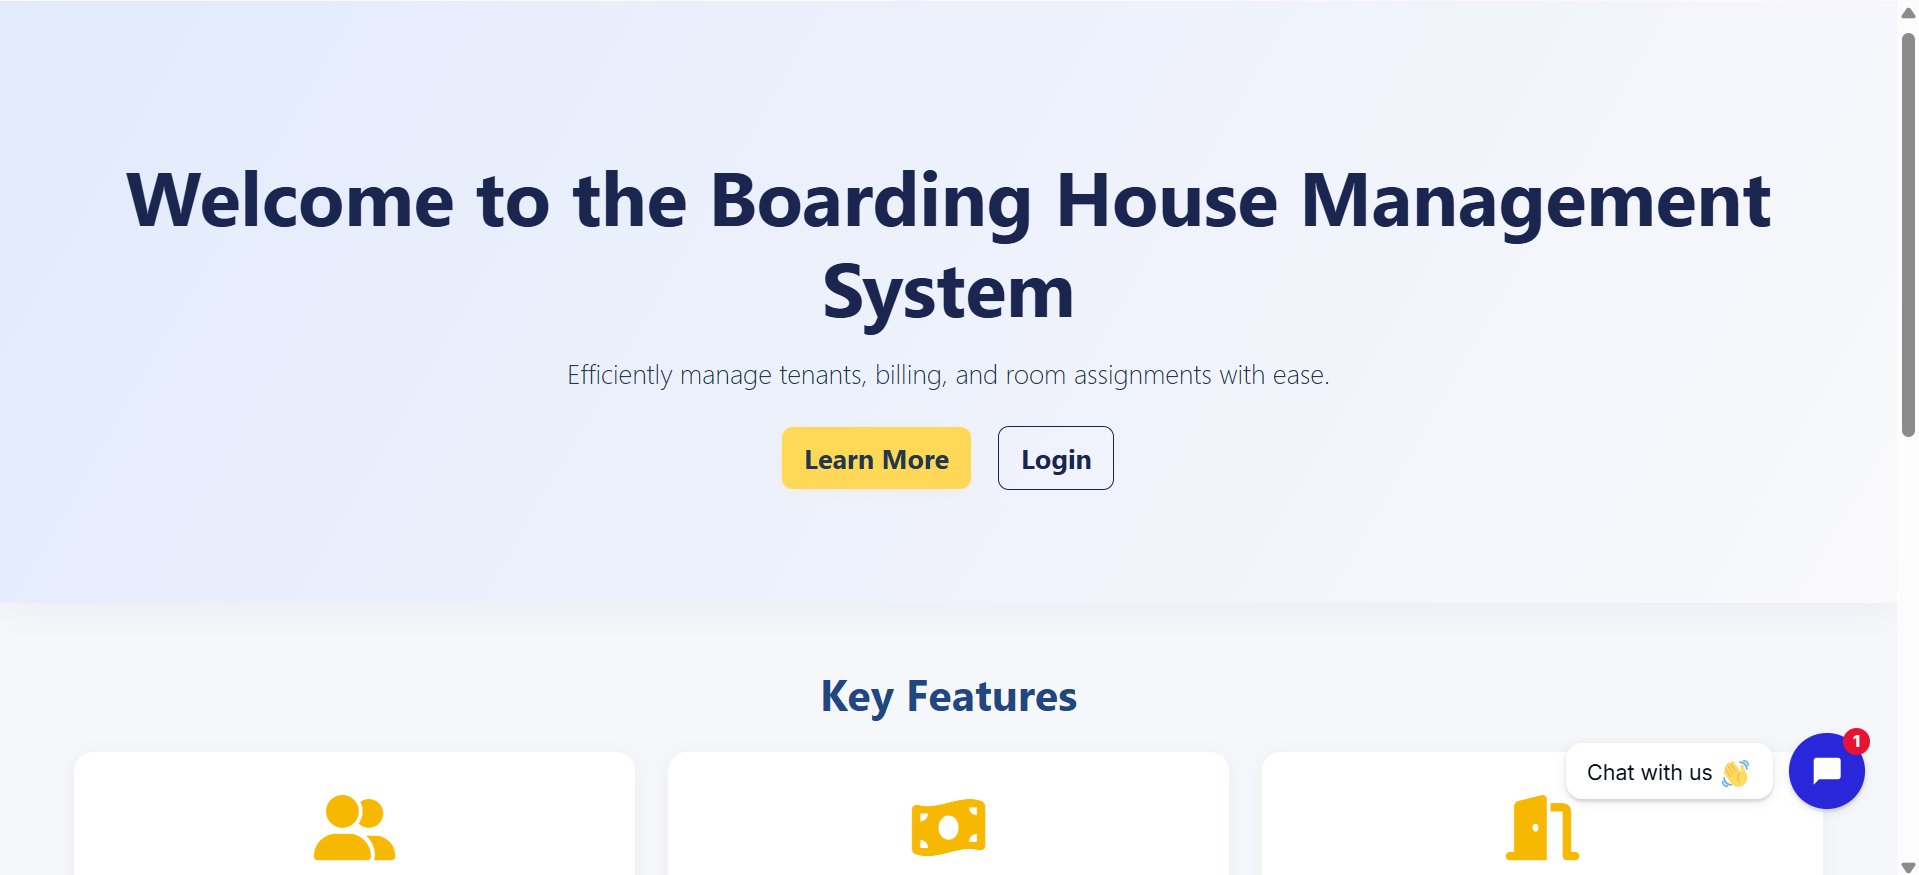 Welcome to the Boarding House Management
System
Efficiently manage tenants, billing, and room assignments with ease.
Learn More
Login
Key Features
Chat with us 👋
1